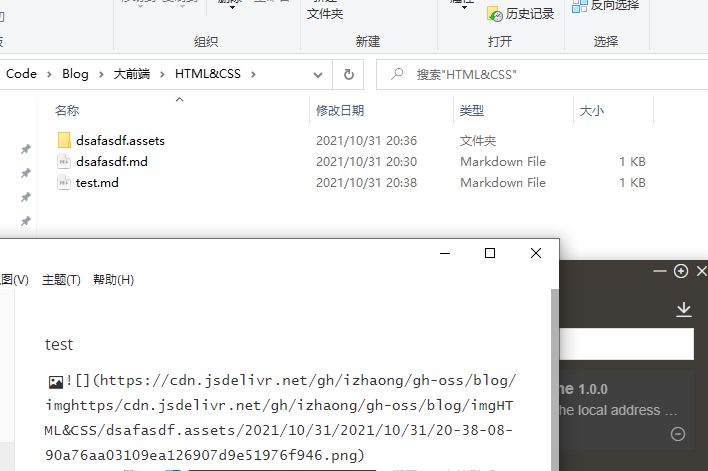 组织
文件夹
新建
历史记录
打开
反向选择
选择
Code > Blog > 大前端 > HTML&CSS >
搜索"HTML&CSS"
名称 修改日期 类型 大小
dsafasdf.assets 2021/10/31 20:36 文件夹
dsafasdf.md 2021/10/31 20:30 Markdown File 1 KB
test.md 2021/10/31 20:38 Markdown File 1 KB
图(V) 主题(T) 帮助(H)
test
![](https://cdn.jsdelivr.net/gh/izhaong/gh-oss/blog/
imghttps/cdn.jsdelivr.net/gh/izhaong/gh-oss/blog/imgHT
ML&CSS/dsafasdf.assets/2021/10/31/2021/10/31/20-38-08-
90a76aa03109ea126907d9e51976f946.png)
me 1.0.0
the local address ...